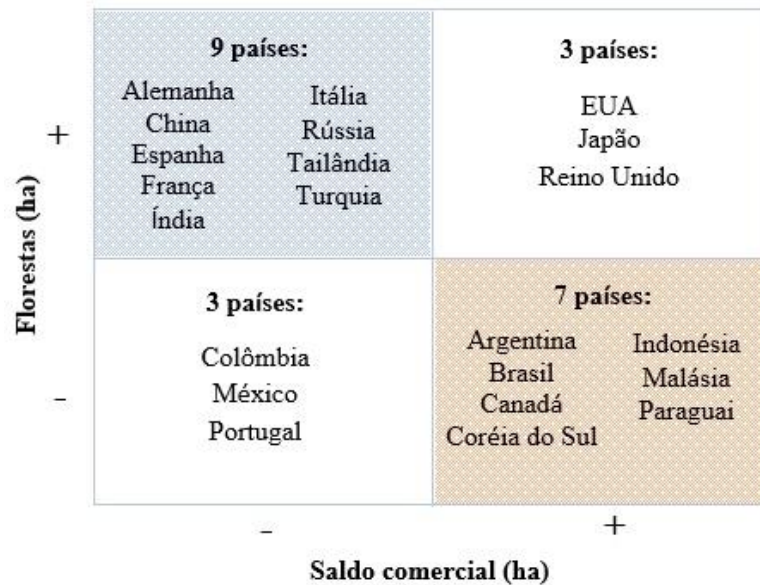 9 países:
Alemanha
China
Espanha
França
Índia
Itália
Rússia
Tailândia
Turquia
3 países:
EUA
Japão
Reino Unido
+
Florestas (ha)
-
3 países:
Colômbia
México
Portugal
7 países:
Argentina
Brasil
Canadá
Coréia do Sul
Indonésia
Malásia
Paraguai
-
+
Saldo comercial (ha)